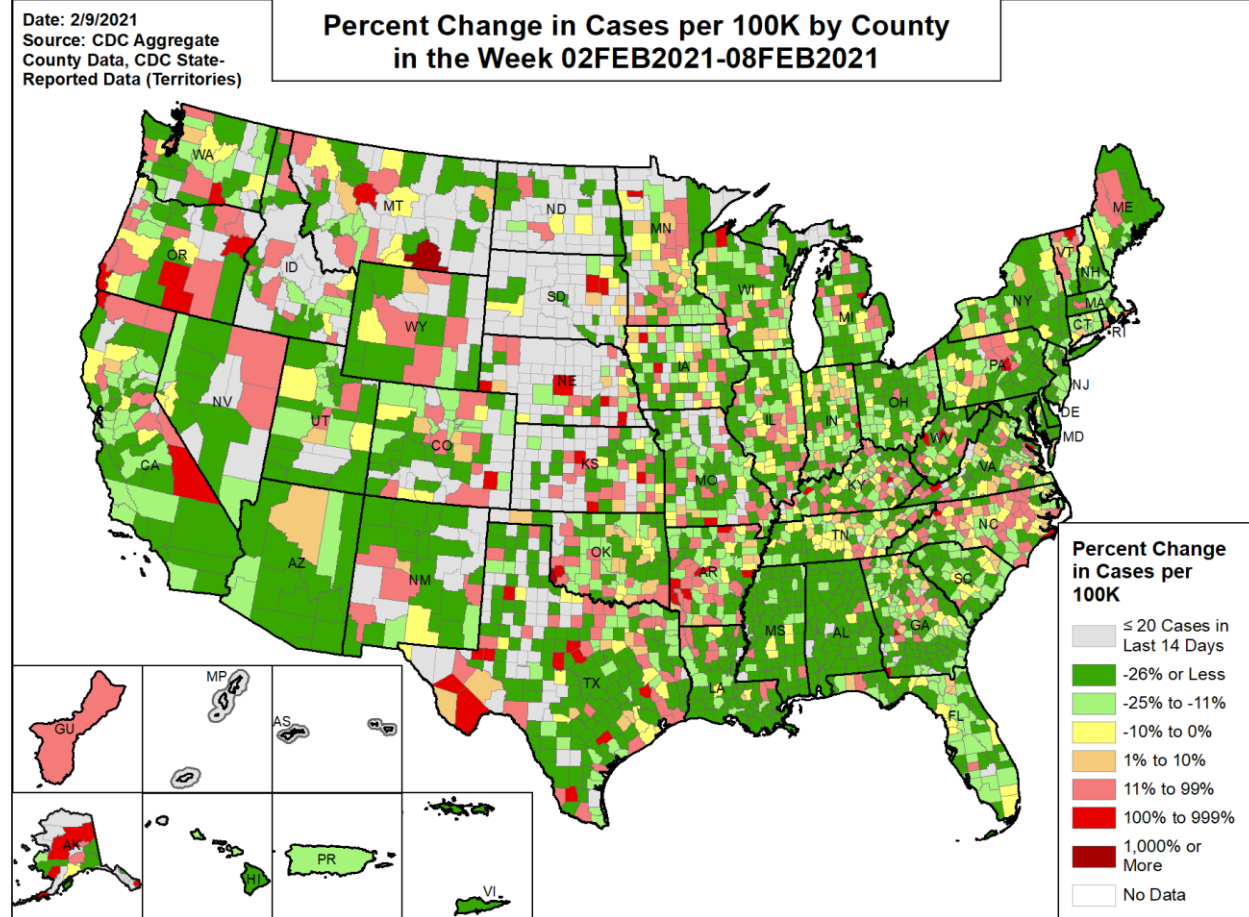 Date: 2/9/2021
Source: CDC Aggregate
County Data, CDC State-
Reported Data (Territories)
Percent Change in Cases per 100K by County
in the Week 02FEB2021-08FEB2021
WA
MT
ND
MN
ME
OR
ID
SD
WI
MI
VT
NH
NY
MA
CT
RI
WY
IA
NE
PA
NJ
NV
UT
CO
IL
IN
OH
DE
MD
WV
CA
KS
MO
KY
VA
AZ
NM
OK
AR
TN
NC
SC
MS
AL
GA
TX
LA
FL
GU
MP
AS
AK
HI
PR
VI
Percent Change
in Cases per
100K
≤ 20 Cases in
Last 14 Days
-26% or Less
-25% to -11%
-10% to 0%
1% to 10%
11% to 99%
100% to 999%
1,000% or
More
No Data